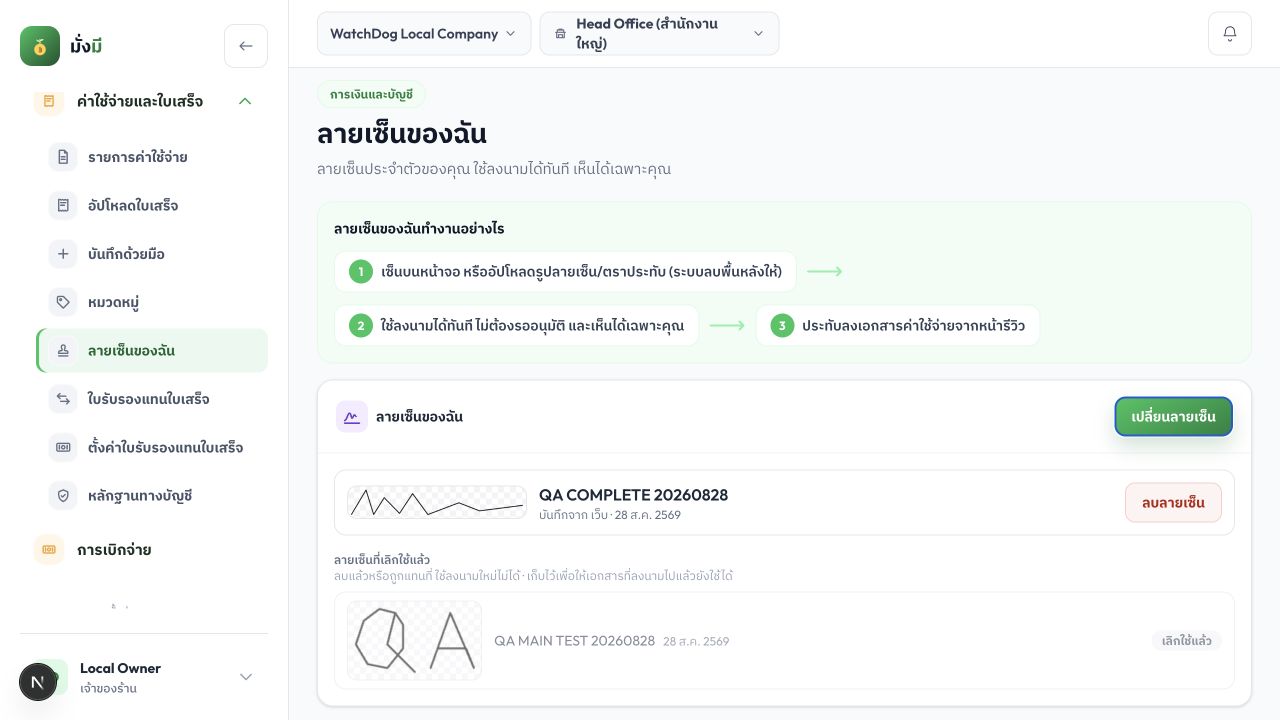 มั่งมี
ค่าใช้จ่ายและใบเสร็จ
รายการค่าใช้จ่าย
อัปโหลดใบเสร็จ
บันทึกด้วยมือ
หมวดหมู่
ลายเซ็นของฉัน
ใบรับรองแทนใบเสร็จ
ตั้งค่าใบรับรองแทนใบเสร็จ
หลักฐานทางบัญชี
การเบิกจ่าย
N
Local Owner
เจ้าของร้าน
WatchDog Local Company
Head Office (สำนักงาน
ใหญ่)
การเงินและบัญชี
ลายเซ็นของฉัน
ลายเซ็นประจำตัวของคุณ ใช้ลงนามได้ทันที เห็นได้เฉพาะคุณ
ลายเซ็นของฉันทำงานอย่างไร
1 เซ็นบนหน้าจอ หรืออัปโหลดรูปลายเซ็น/ตราประทับ (ระบบลบพื้นหลังให้)
2 ใช้ลงนามได้ทันที ไม่ต้องรออนุมัติ และเห็นได้เฉพาะคุณ
3 ประทับลงเอกสารค่าใช้จ่ายจากหน้ารีวิว
ลายเซ็นของฉัน
เปลี่ยนลายเซ็น
QA COMPLETE 20260828
บันทึกจาก เว็บ · 28 ส.ค. 2569
ลบลายเซ็น
ลายเซ็นที่เลิกใช้แล้ว
ลบแล้วหรือถูกแทนที่ ใช้ลงนามใหม่ไม่ได้ · เก็บไว้เพื่อให้เอกสารที่ลงนามไปแล้วยังใช้ได้
QA
QA MAIN TEST 20260828 28 ส.ค. 2569
เลิกใช้แล้ว